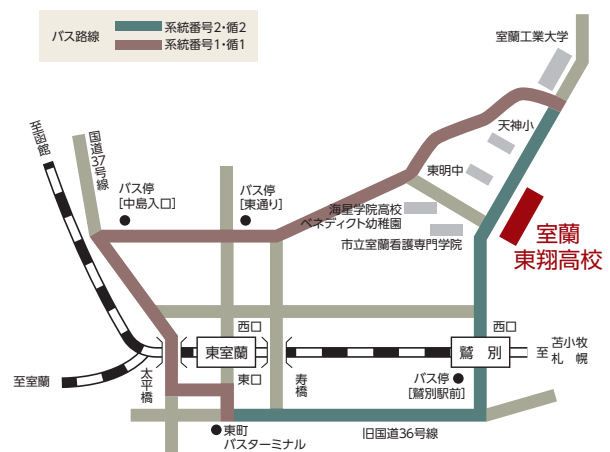 バス路線
系統番号2・循2
系統番号1・循1
室蘭工業大学
天神小
東明中
至函館
国道37号線
バス停
[中島入口]
バス停
[東通り]
海星学院高校
ベネディクト幼稚園
市立室蘭看護専門学院
室蘭
東翔高校
西口
東室蘭
東口
西口
鷲別
至
苫小牧
札幌
至室蘭
太平橋
寿橋
バス停
[鷲別駅前]
東町
バスターミナル
旧国道36号線